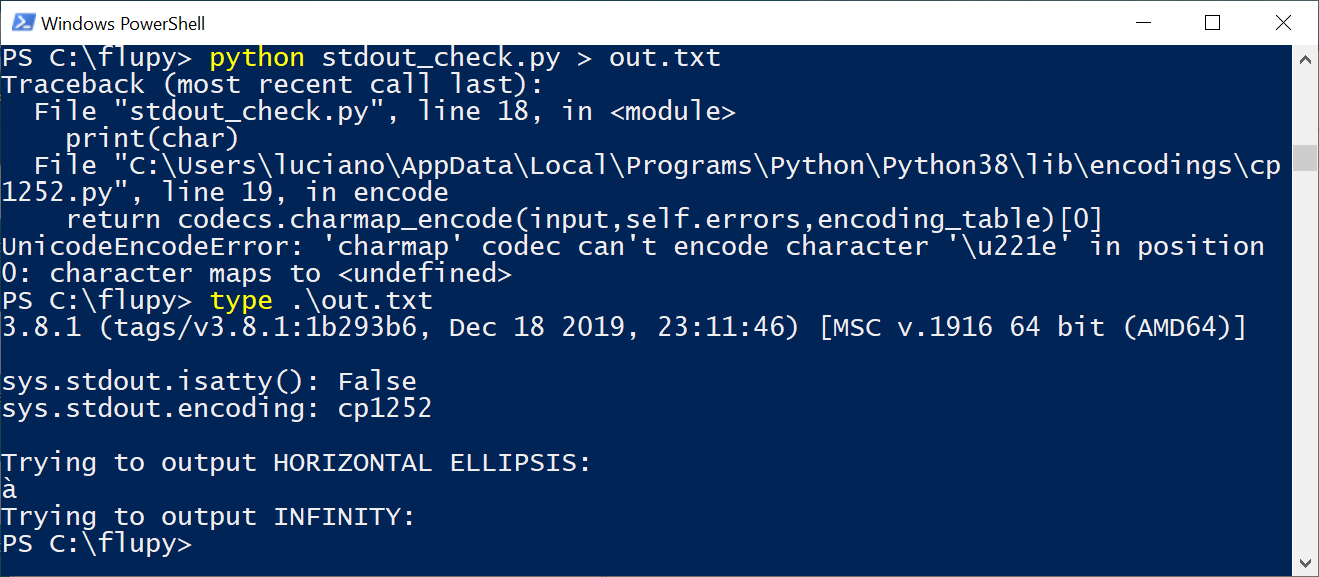 Windows PowerShell
PS C:\flupy> python stdout_check.py > out.txt
Traceback (most recent call last):
  File "stdout_check.py", line 18, in <module>
    print(char)
  File "C:\Users\luciano\AppData\Local\Programs\Python\Python38\lib\encodings\cp
1252.py", line 19, in encode
    return codecs.charmap_encode(input,self.errors,encoding_table)[0]
UnicodeEncodeError: 'charmap' codec can't encode character '\u221e' in position
0: character maps to <undefined>
PS C:\flupy> type .\out.txt
3.8.1 (tags/v3.8.1:1b293b6, Dec 18 2019, 23:11:46) [MSC v.1916 64 bit (AMD64)]

sys.stdout.isatty(): False
sys.stdout.encoding: cp1252

Trying to output HORIZONTAL ELLIPSIS:
à
Trying to output INFINITY:
PS C:\flupy>